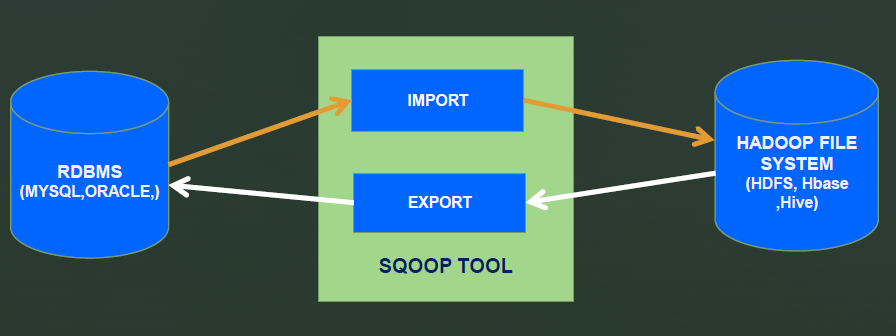 IMPORT
RDBMS
(MYSQL,ORACLE,)
HADOOP FILE
SYSTEM
(HDFS, Hbase
,Hive)
EXPORT
SQOOP TOOL